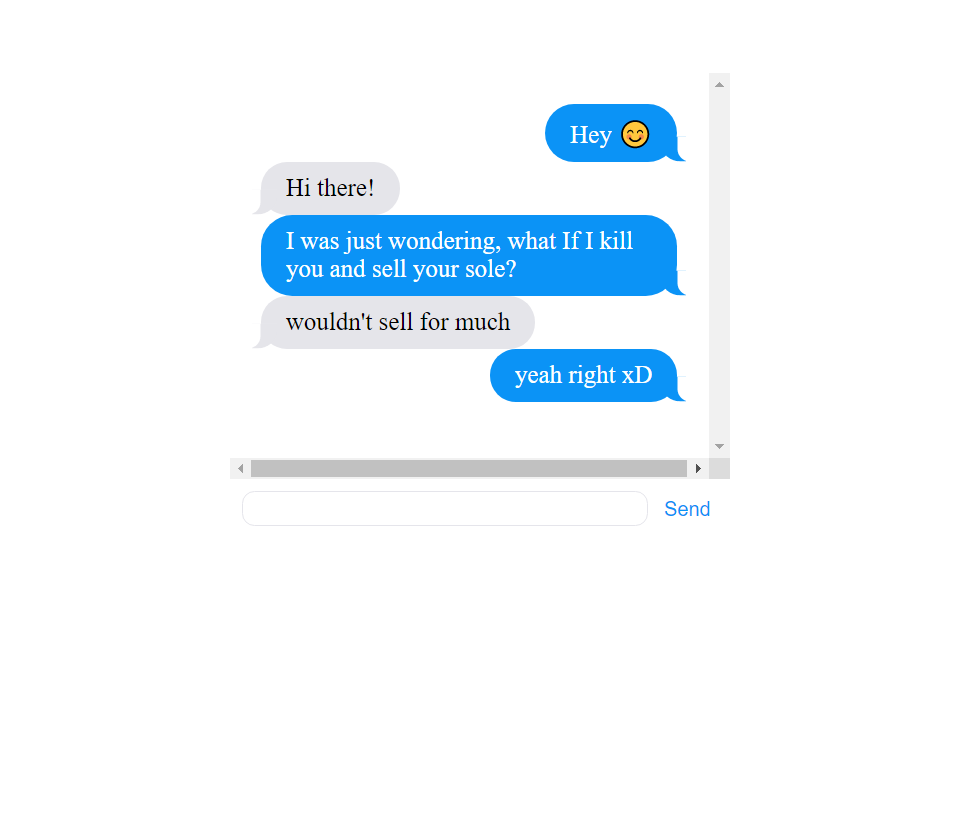 Hey 😊
Hi there!
I was just wondering, what If I kill
you and sell your sole?
wouldn't sell for much
yeah right xD
Send